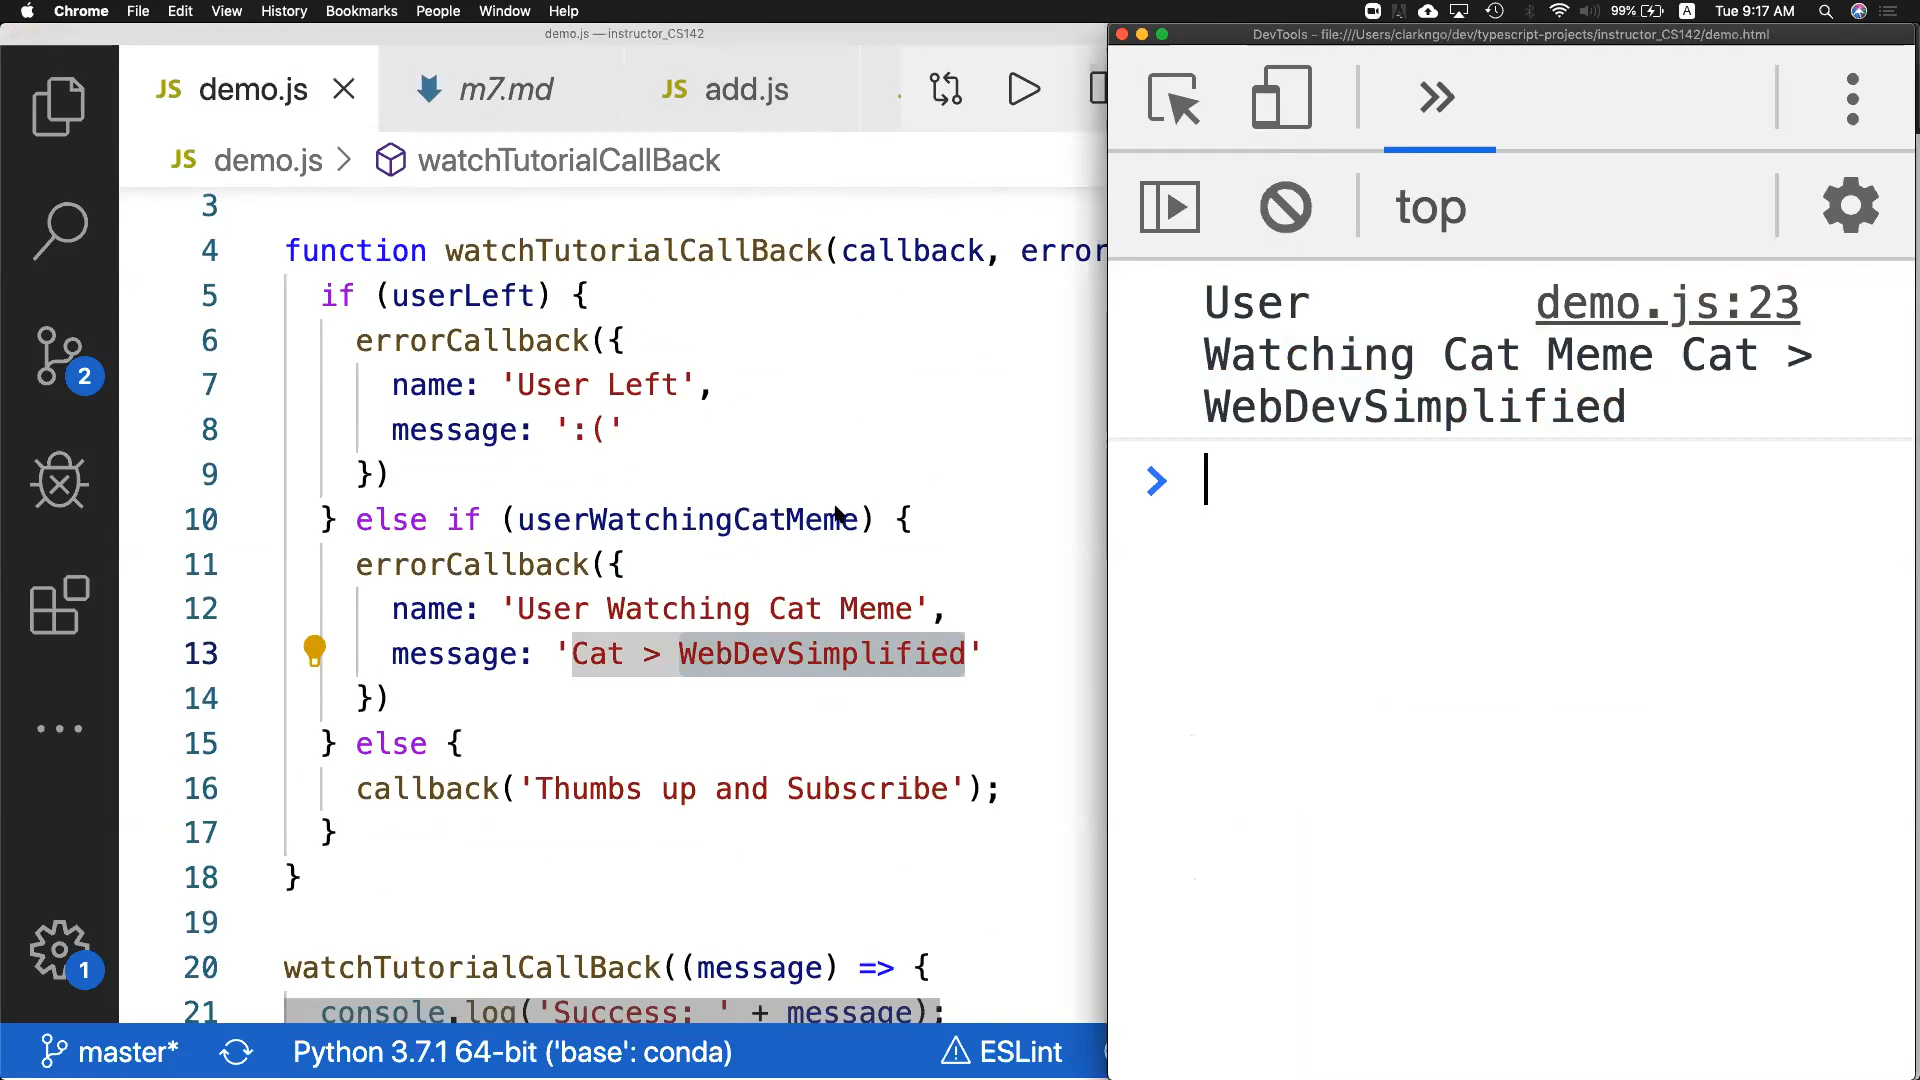 Chrome File Edit View History Bookmarks People Window Help 99% A Tue 9:17 AM
demo.js — instructor_CS142
JS demo.js m7.md JS add.js
JS demo.js > watchTutorialCallBack
3
4 function watchTutorialCallBack(callback, error
5 if (userLeft) {
6 errorCallback({
7 name: 'User Left',
8 message: ':('
9 })
10 } else if (userWatchingCatMeme) {
11 errorCallback({
12 name: 'User Watching Cat Meme',
13 message: 'Cat > WebDevSimplified'
14 })
15 } else {
16 callback('Thumbs up and Subscribe');
17 }
18 }
19
20 watchTutorialCallBack((message) => {
21 console.log('Success: ' + message);
2
1
master* Python 3.7.1 64-bit ('base': conda) ESLint
DevTools - file:///Users/clarkngo/dev/typescript-projects/instructor_CS142/demo.html
top
User demo.js:23
Watching Cat Meme Cat >
WebDevSimplified
>